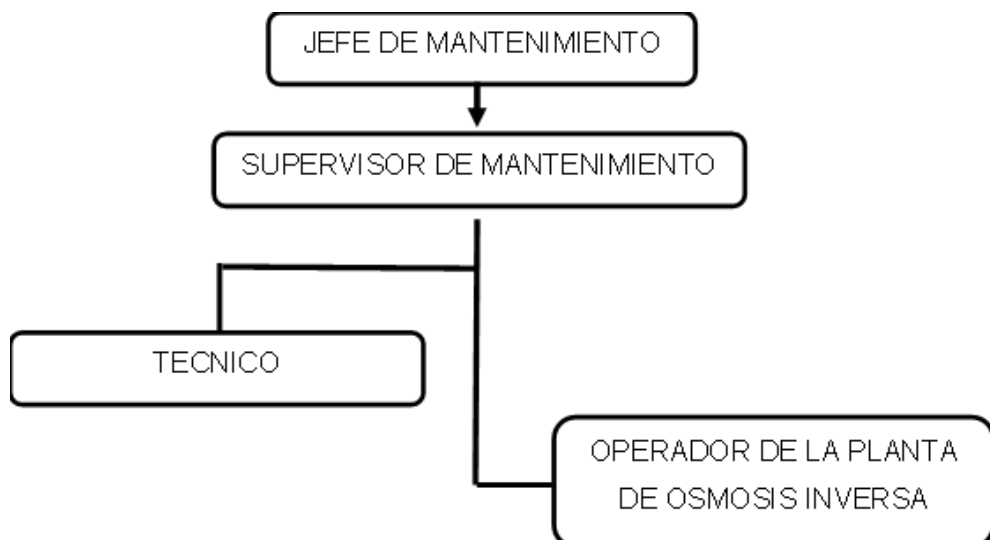 JEFE DE MANTENIMIENTO
SUPERVISOR DE MANTENIMIENTO
TECNICO
OPERADOR DE LA PLANTA
DE OSMOSIS INVERSA